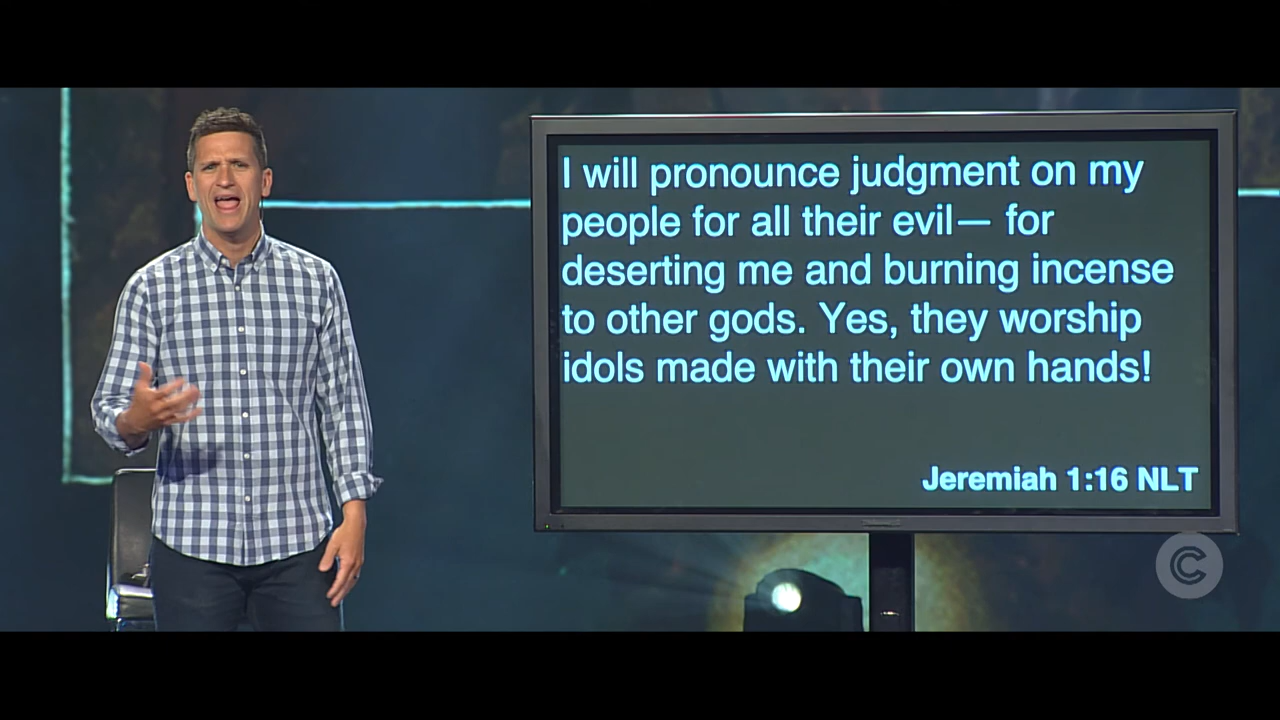 I will pronounce judgment on my
people for all their evil— for
deserting me and burning incense
to other gods. Yes, they worship
idols made with their own hands!
Jeremiah 1:16 NLT
C